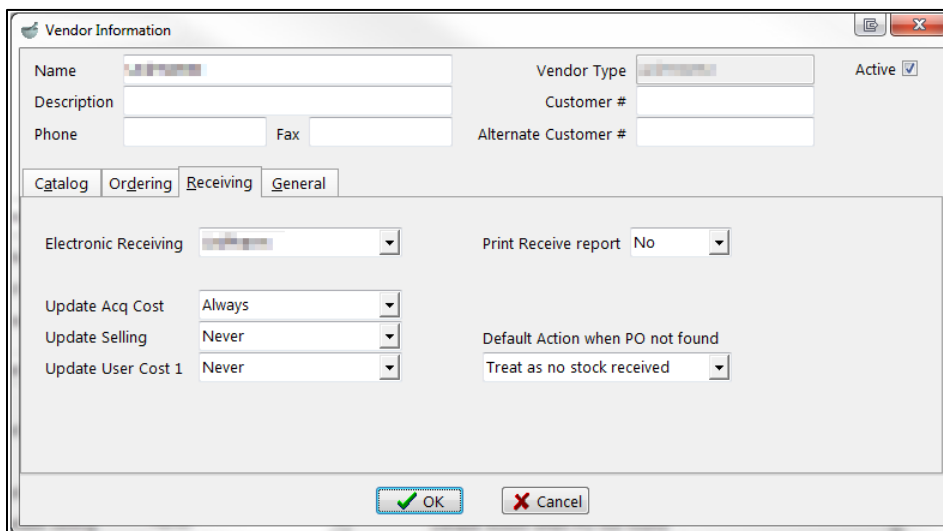 Vendor Information
Name Vendor Type Active
Description Customer #
Phone Fax Alternate Customer #
Catalog Ordering Receiving General
Electronic Receiving Print Receive report No
Update Acq Cost Always
Update Selling Never Default Action when PO not found
Update User Cost 1 Never Treat as no stock received
OK Cancel